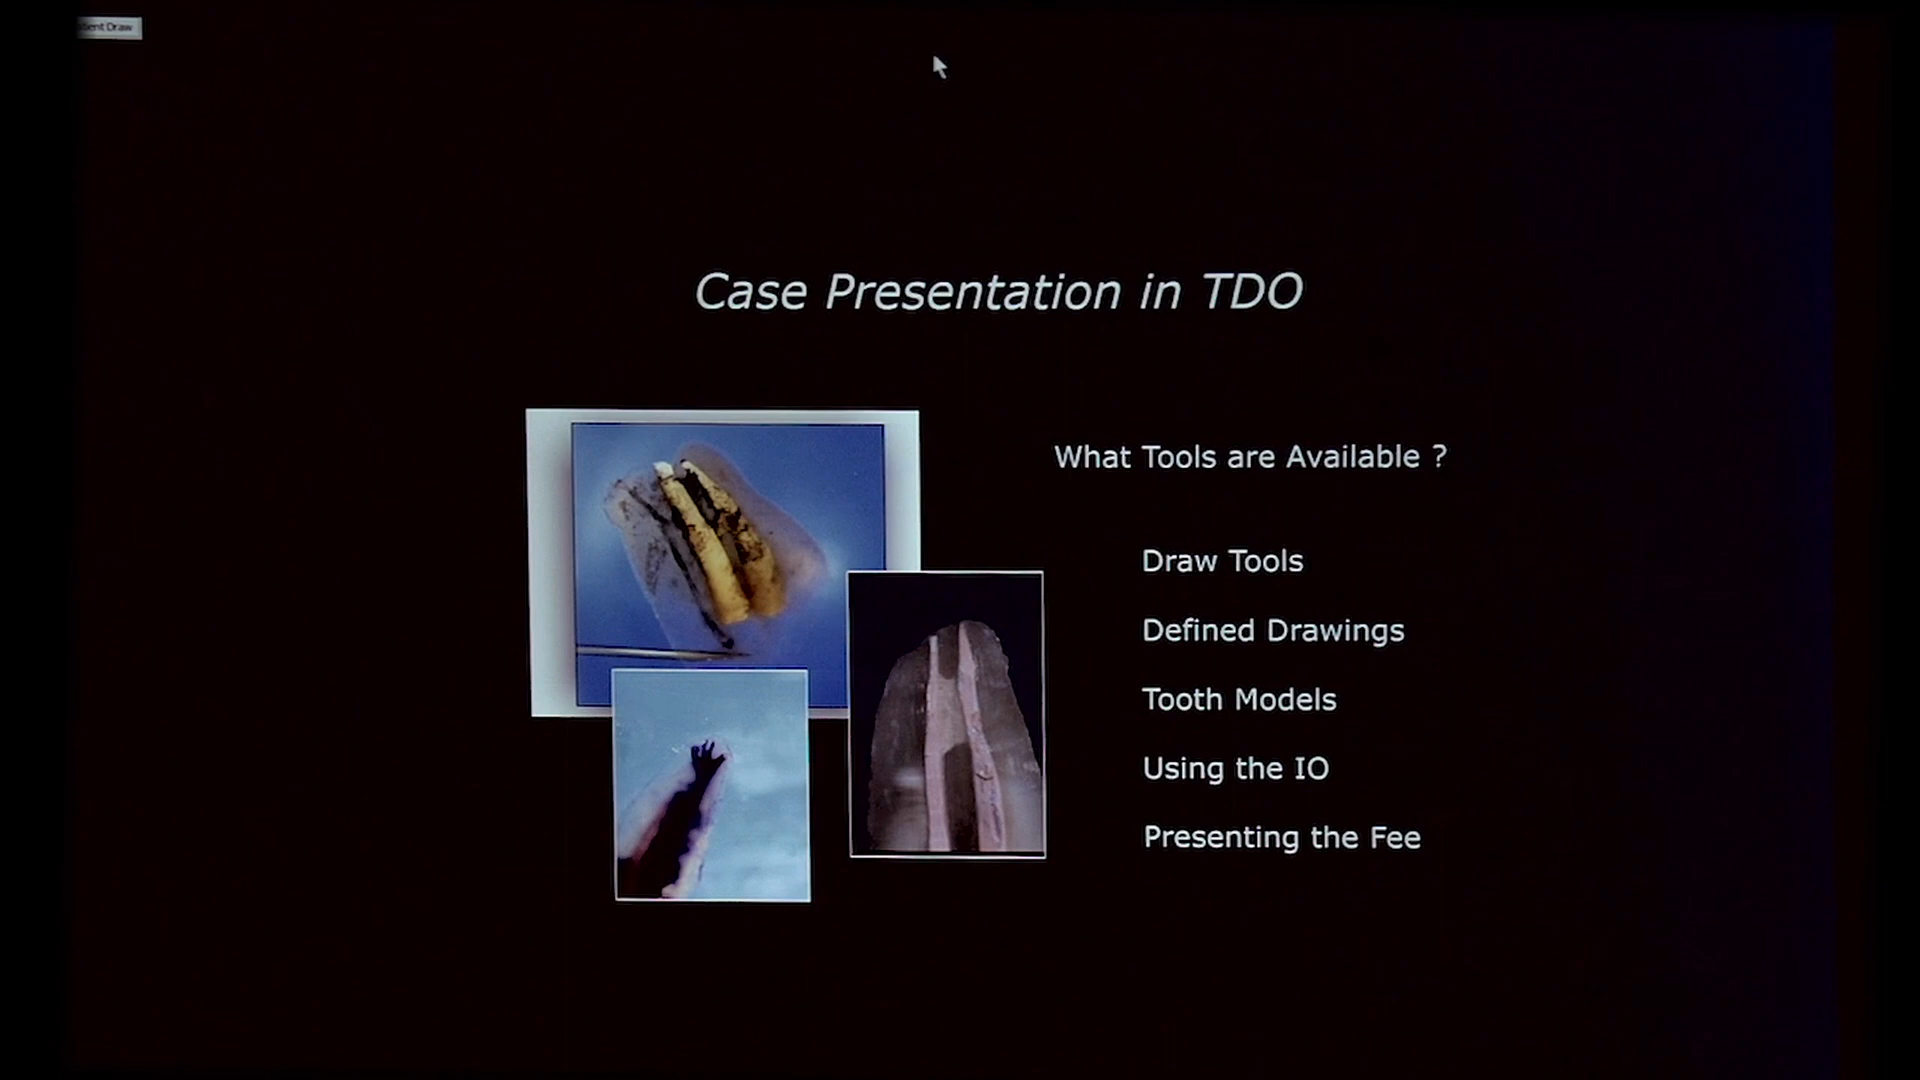 Draw
Case Presentation in TDO
What Tools are Available ?
Draw Tools
Defined Drawings
Tooth Models
Using the IO
Presenting the Fee